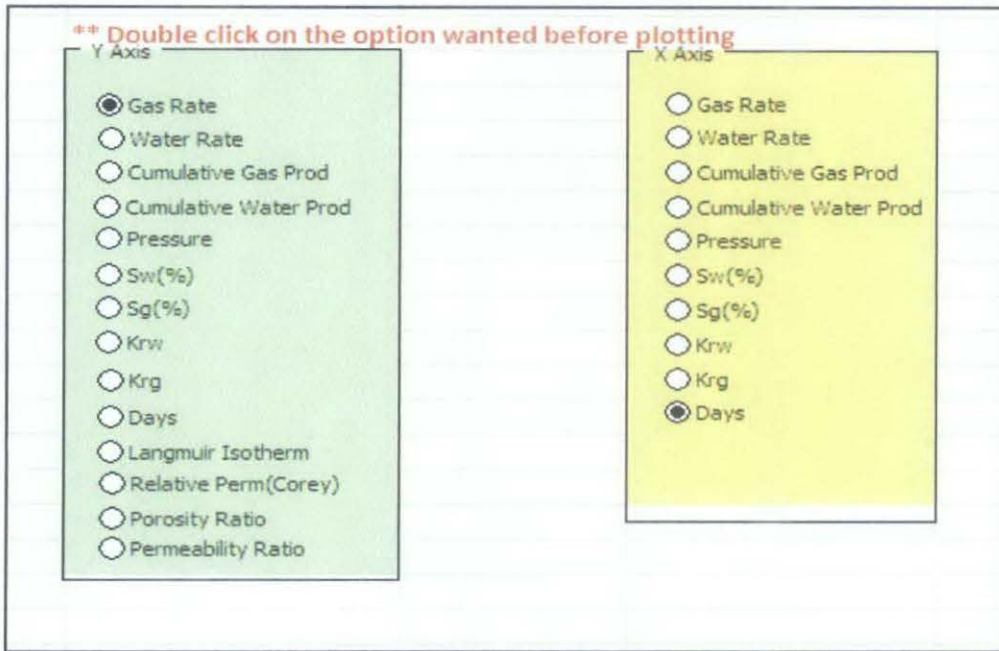 ** Double click on the option wanted before plotting
Y Axis
Gas Rate
Water Rate
Cumulative Gas Prod
Cumulative Water Prod
Pressure
Sw(%)
Sg(%)
Krw
Krg
Days
Langmuir Isotherm
Relative Perm(Corey)
Porosity Ratio
Permeability Ratio
X Axis
Gas Rate
Water Rate
Cumulative Gas Prod
Cumulative Water Prod
Pressure
Sw(%)
Sg(%)
Krw
Krg
Days